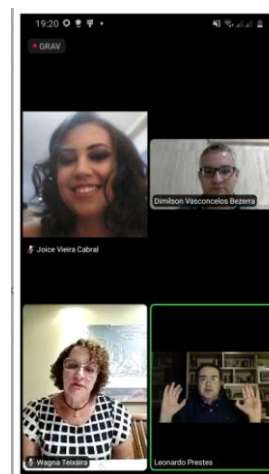 19:20
GRAV
Joice Vieira Cabral
Dimilson Vasconcelos Bezerra
Wagna Teixeira
Leonardo Prestes